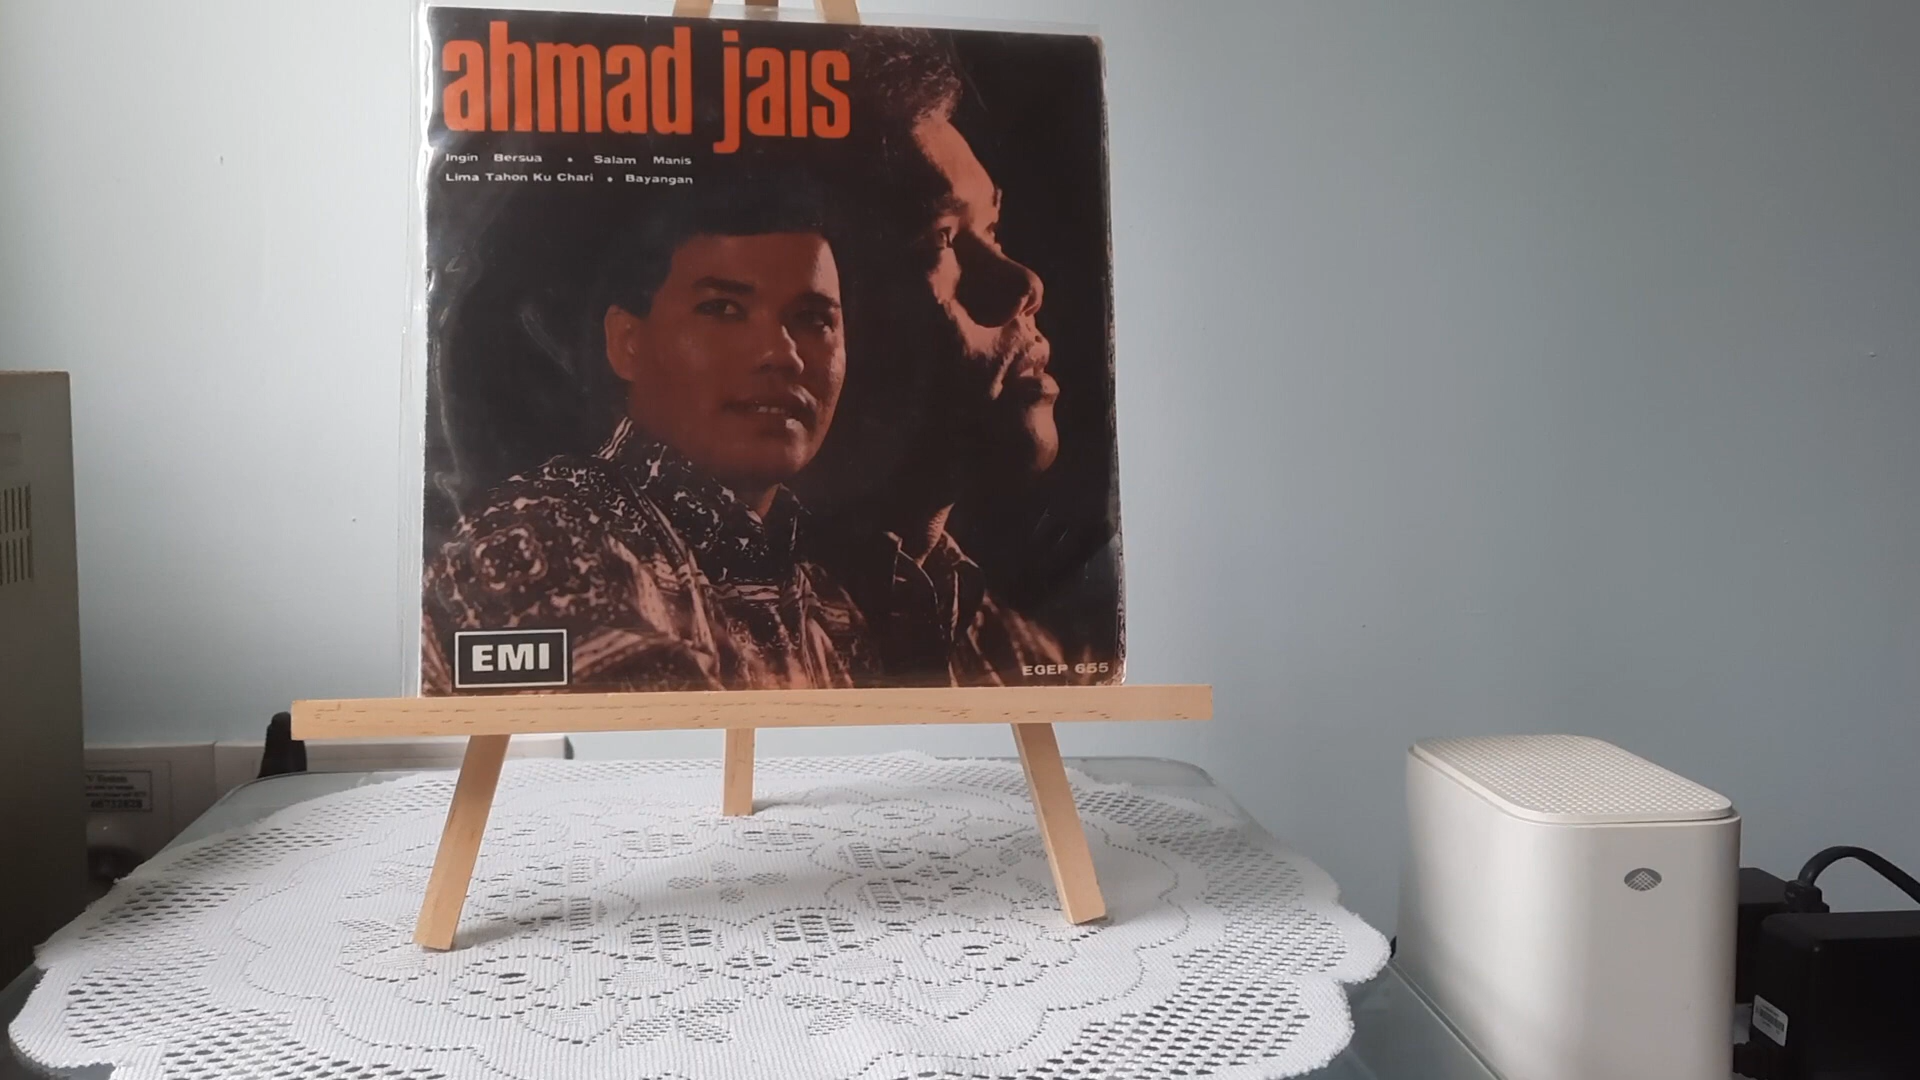 ahmad jais
Ingin Bersua • Salam Manis
Lima Tahon Ku Chari • Bayangan
EMI
EGEP 655